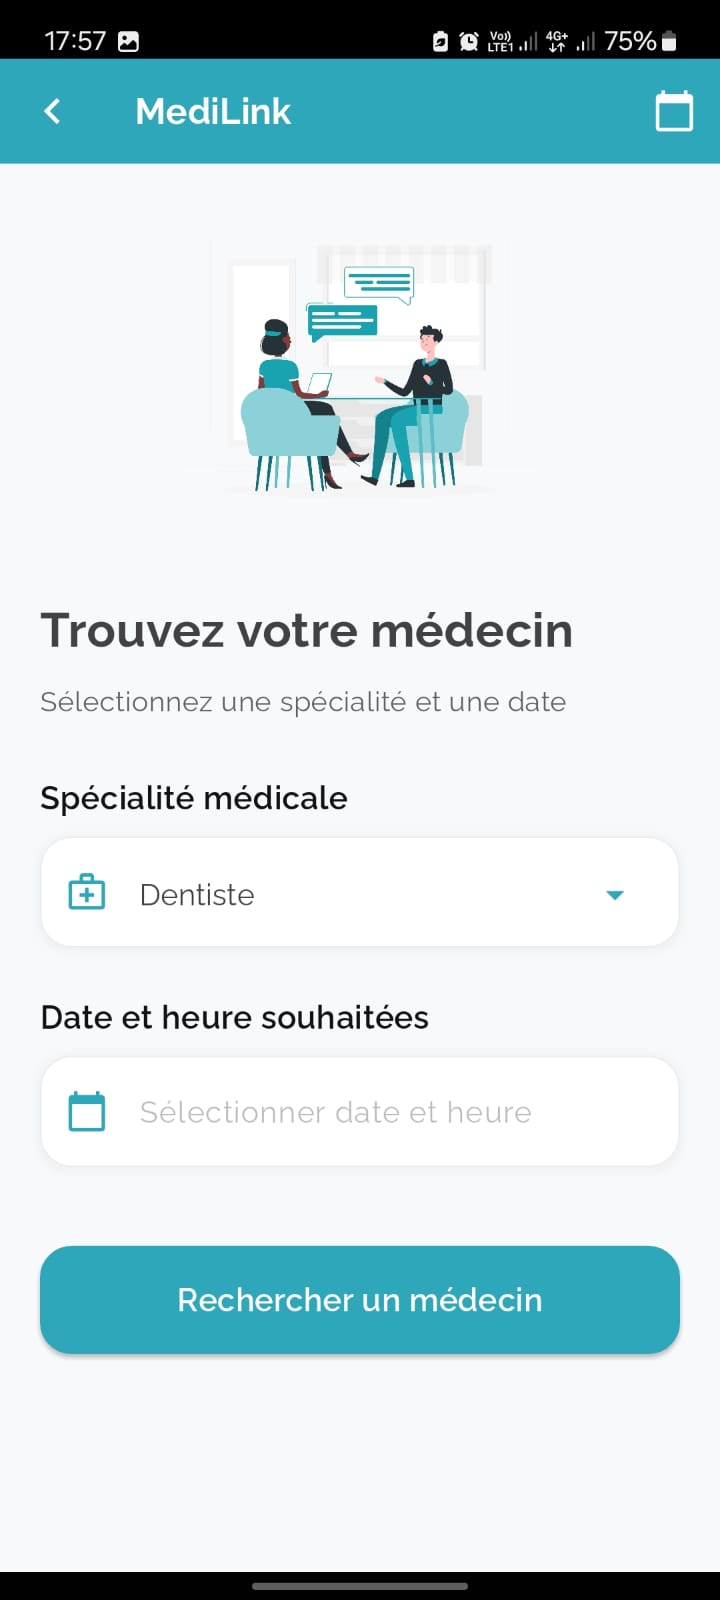 17:57
Vo)) LTE1 4G+ 75%
MediLink
Trouvez votre médecin
Sélectionnez une spécialité et une date
Spécialité médicale
Dentiste
Date et heure souhaitées
Sélectionner date et heure
Rechercher un médecin